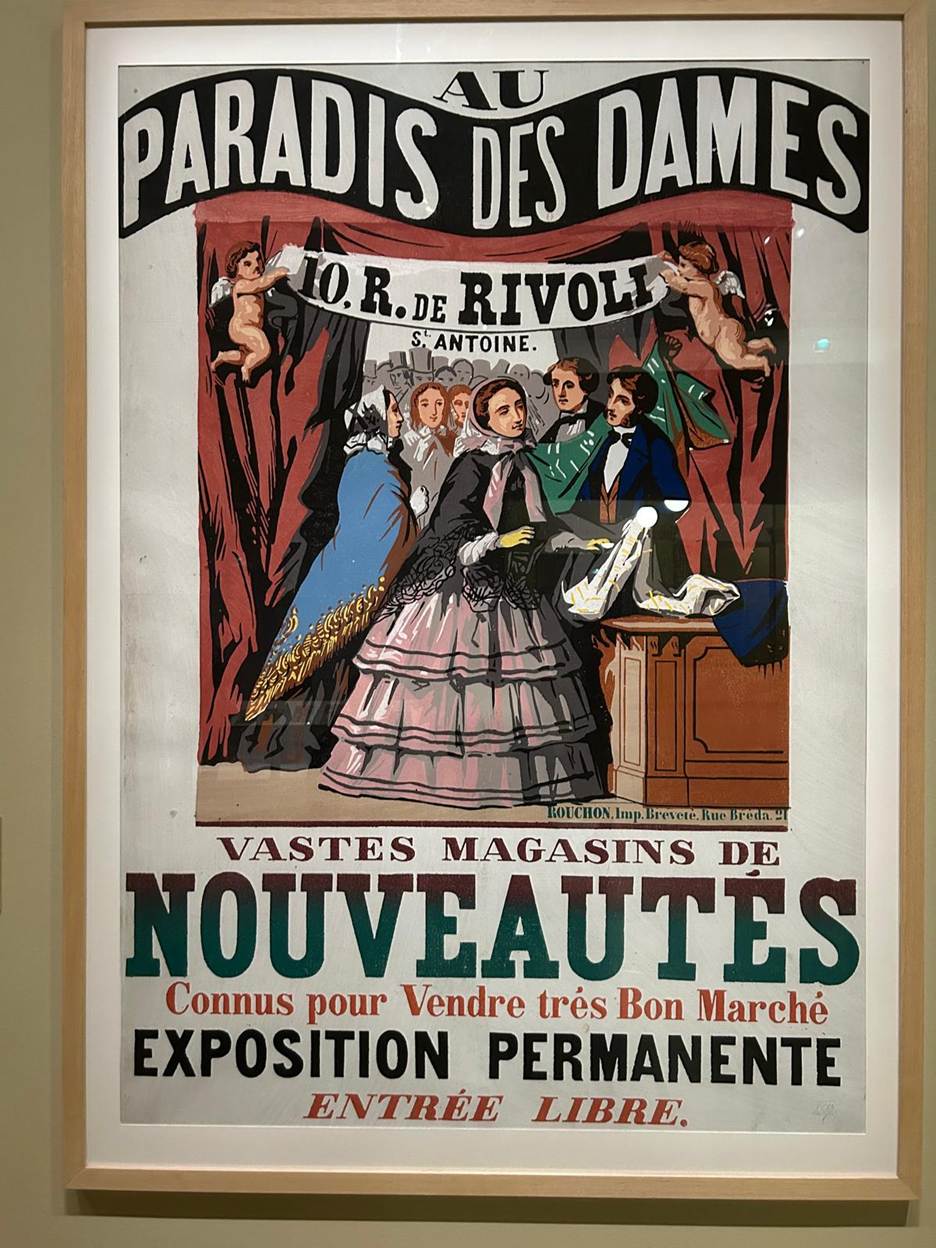 AU
PARADIS DES DAMES
10. R. DE RIVOLI
St. ANTOINE.
ROUCHON, Imp. Breveté, Rue Bréda. 21
VASTES MAGASINS DE
NOUVEAUTÉS
Connus pour Vendre trés Bon Marché
EXPOSITION PERMANENTE
ENTRÉE LIBRE.